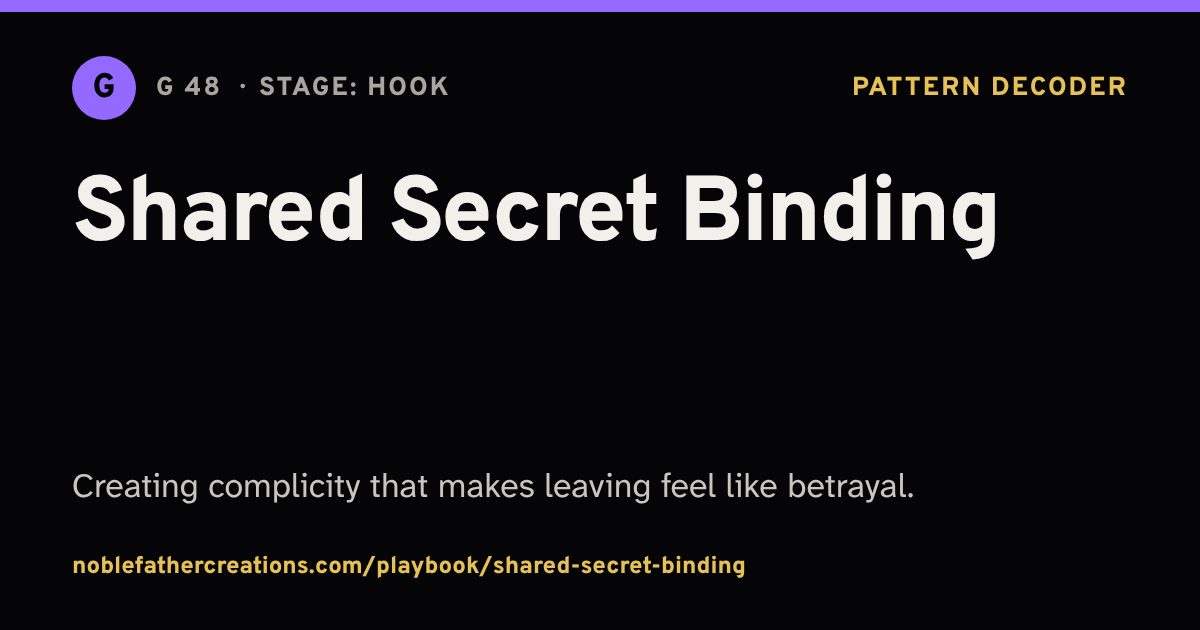 G
G 48 · STAGE: HOOK
PATTERN DECODER
Shared Secret Binding
Creating complicity that makes leaving feel like betrayal.
noblefathercreations.com/playbook/shared-secret-binding